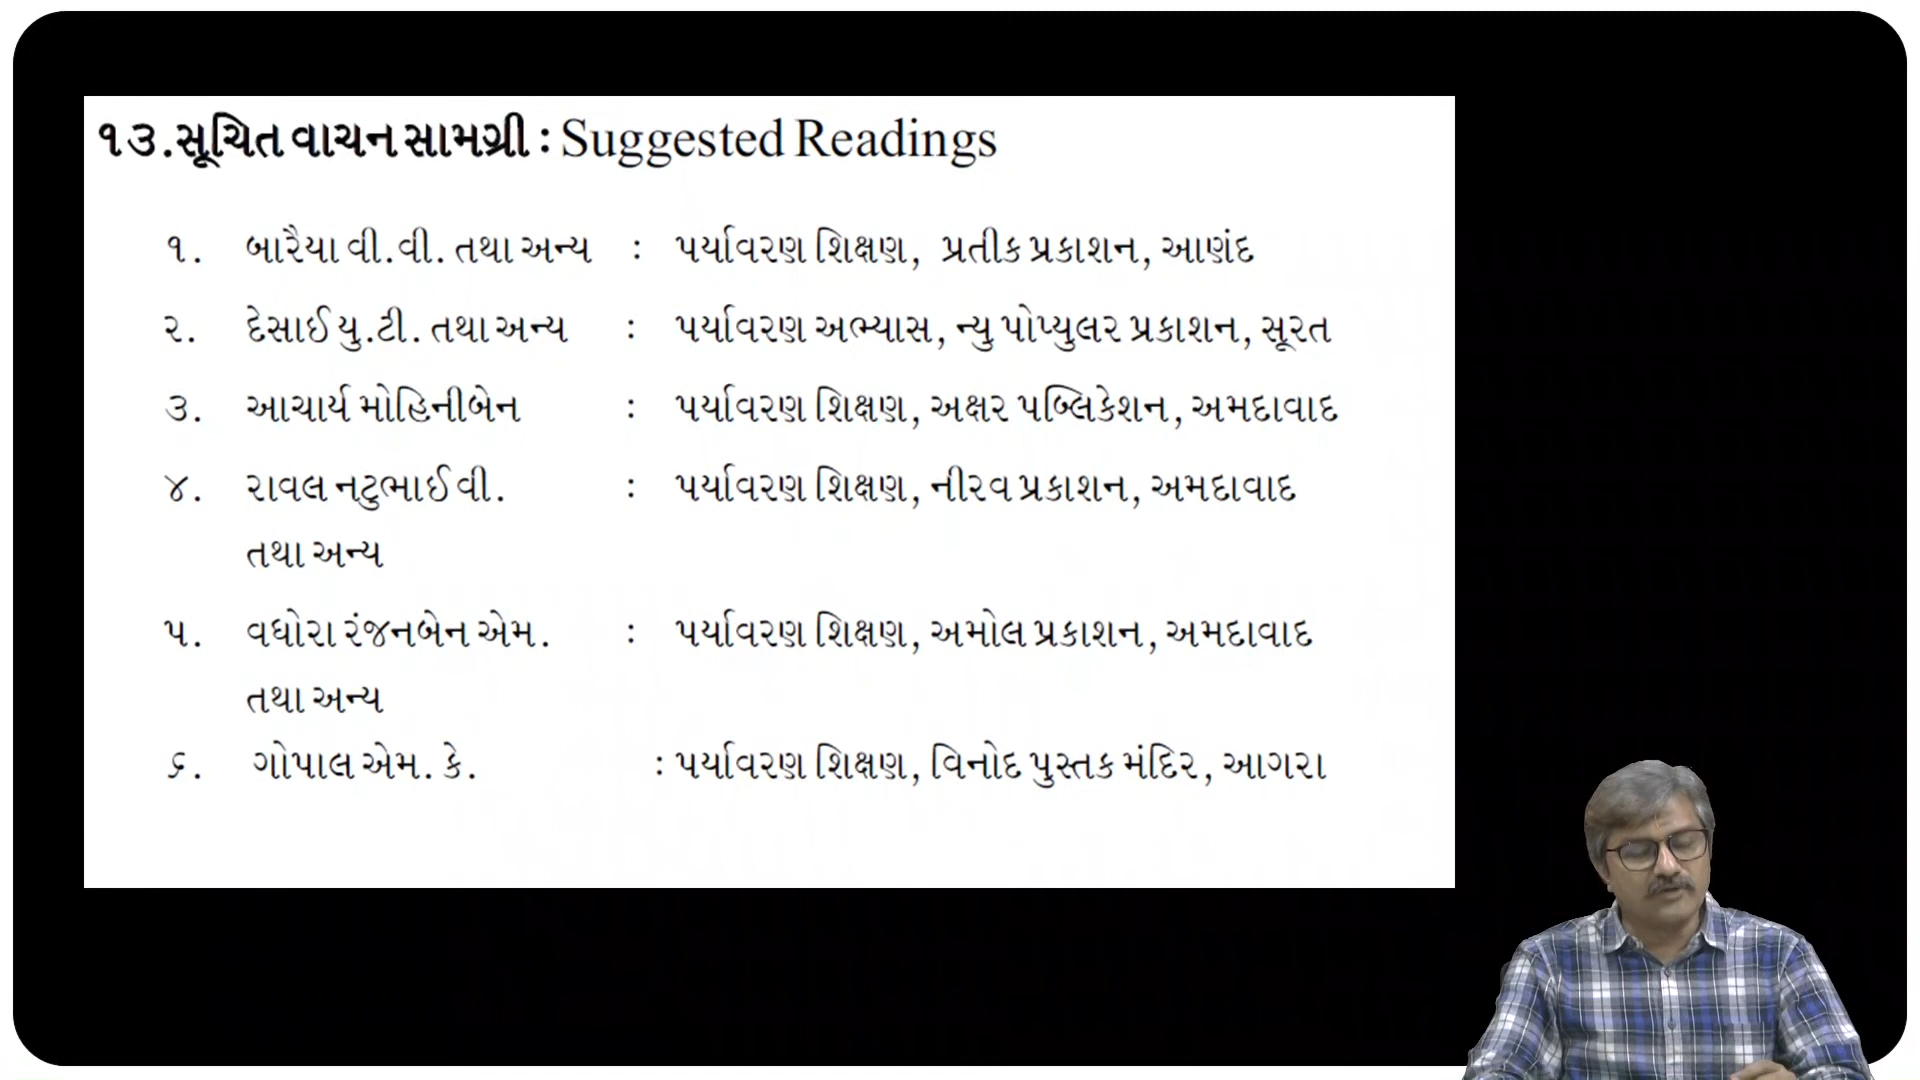 ૧૩.સૂચિત વાચન સામગ્રી : Suggested Readings
૧. બારૈયા વી.વી. તથા અન્ય : પર્યાવરણ શિક્ષણ, પ્રતીક પ્રકાશન, આણંદ
૨. દેસાઈ યુ.ટી. તથા અન્ય : પર્યાવરણ અભ્યાસ, ન્યુ પોપ્યુલર પ્રકાશન, સૂરત
૩. આચાર્ય મોહિનીબેન : પર્યાવરણ શિક્ષણ, અક્ષર પબ્લિકેશન, અમદાવાદ
૪. રાવલ નટુભાઈ વી. : પર્યાવરણ શિક્ષણ, નીરવ પ્રકાશન, અમદાવાદ
તથા અન્ય
૫. વધોરા રંજનબેન એમ. : પર્યાવરણ શિક્ષણ, અમોલ પ્રકાશન, અમદાવાદ
તથા અન્ય
૬. ગોપાલ એમ. કે. : પર્યાવરણ શિક્ષણ, વિનોદ પુસ્તક મંદિર, આગરા